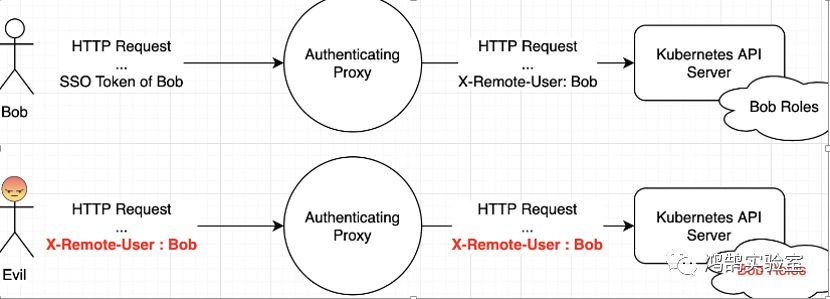 HTTP Request
...
SSO Token of Bob
Bob
Authenticating
Proxy
HTTP Request
...
X-Remote-User: Bob
Kubernetes API
Server
Bob Roles
HTTP Request
...
X-Remote-User : Bob
Evil
Authenticating
Proxy
HTTP Request
...
X-Remote-User : Bob
Kubernetes API
Server
Bob Roles
鸿鹄实验室